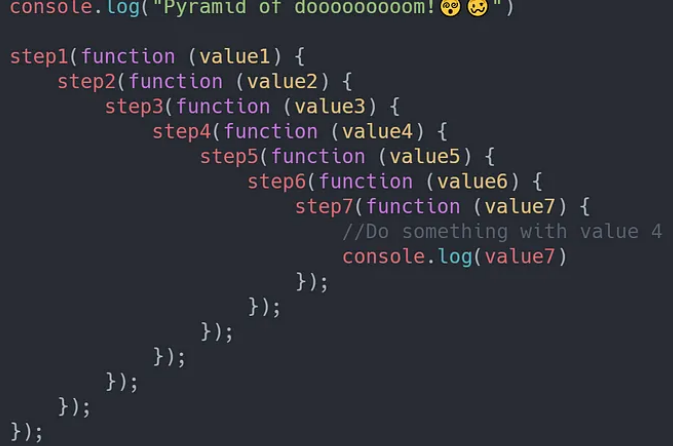 console.log("Pyramid of dooooooooom!😵🥴")
step1(function (value1) {
    step2(function (value2) {
        step3(function (value3) {
            step4(function (value4) {
                step5(function (value5) {
                    step6(function (value6) {
                        step7(function (value7) {
                            //Do something with value 4
                            console.log(value7)
                        });
                    });
                });
            });
        });
    });
});